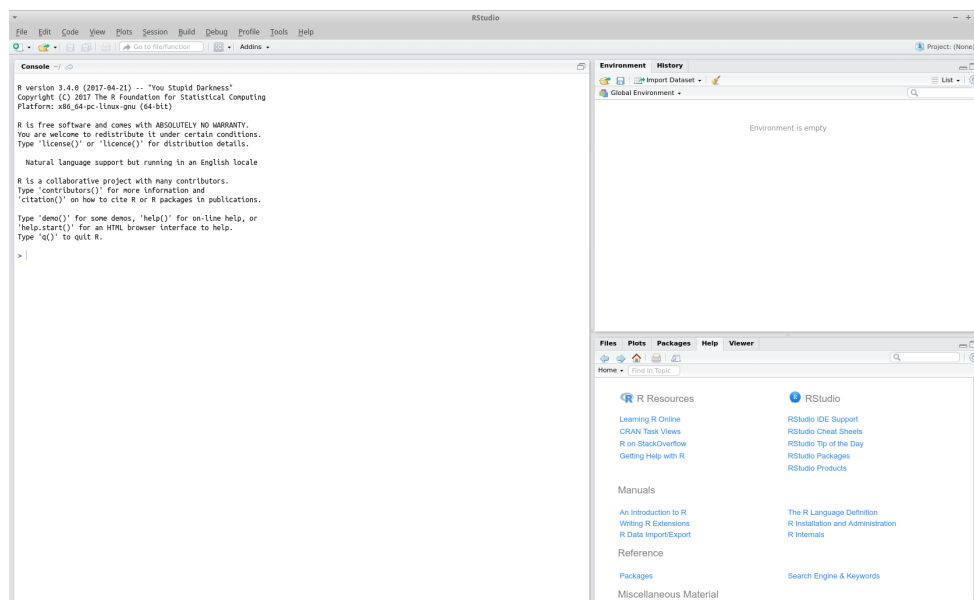 RStudio
File Edit Code View Plots Session Build Debug Profile Tools Help
Go to file/function Addins
Project: (None)
Console ~/
R version 3.4.0 (2017-04-21) -- "You Stupid Darkness"
Copyright (C) 2017 The R Foundation for Statistical Computing
Platform: x86_64-pc-linux-gnu (64-bit)
R is free software and comes with ABSOLUTELY NO WARRANTY.
You are welcome to redistribute it under certain conditions.
Type 'license()' or 'licence()' for distribution details.
Natural language support but running in an English locale
R is a collaborative project with many contributors.
Type 'contributors()' for more information and
'citation()' on how to cite R or R packages in publications.
Type 'demo()' for some demos, 'help()' for on-line help, or
'help.start()' for an HTML browser interface to help.
Type 'q()' to quit R.
>
Environment History
Import Dataset List
Global Environment
Environment is empty
Files Plots Packages Help Viewer
Home Find in Topic
R Resources
Learning R Online
CRAN Task Views
R on StackOverflow
Getting Help with R
RStudio
RStudio IDE Support
RStudio Cheat Sheets
RStudio Tip of the Day
RStudio Packages
RStudio Products
Manuals
An Introduction to R
Writing R Extensions
R Data Import/Export
The R Language Definition
R Installation and Administration
R Internals
Reference
Packages
Search Engine & Keywords
Miscellaneous Material